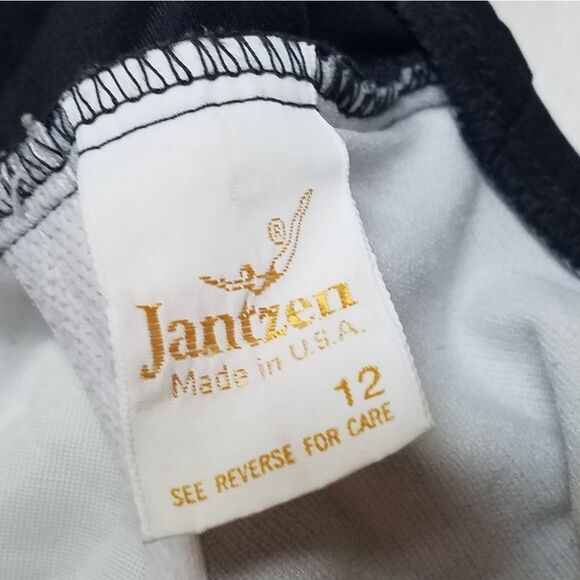 ®
Jantzen
Made in U.S.A.
12
SEE REVERSE FOR CARE